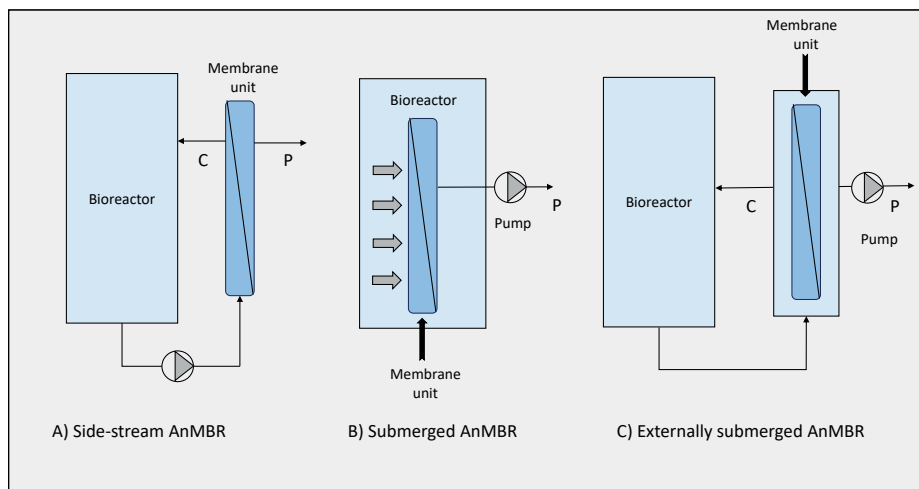 Membrane
unit
C
P
Bioreactor
A) Side-stream AnMBR
Bioreactor
P
Pump
Membrane
unit
B) Submerged AnMBR
Membrane
unit
Bioreactor
C
P
Pump
C) Externally submerged AnMBR